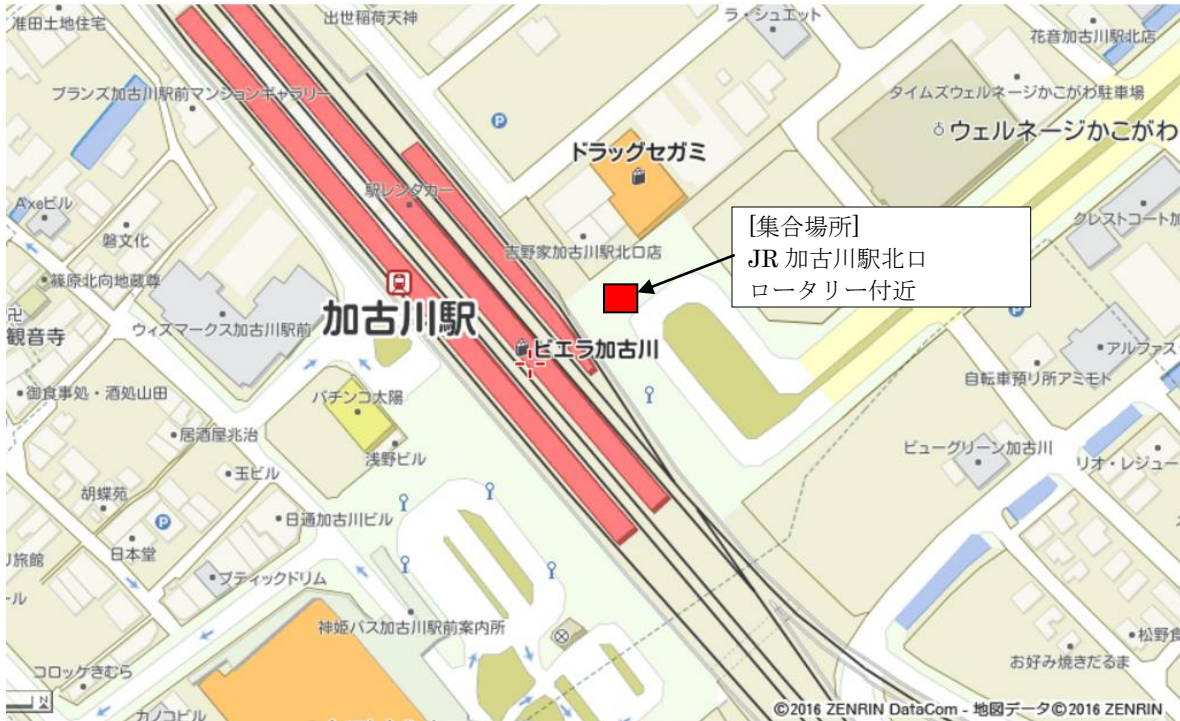 出世稲荷天神
ラ・シュエット
准田土地住宅
花音加古川駅北店
ブランズ加古川駅前マンションギャラリー
タイムズウェルネージかこがわ駐車場
P
ウェルネージかこがわ
ドラッグセガミ
駅レンタカー
A'xeビル
磐文化
吉野家加古川駅北口店
[集合場所]
JR 加古川駅北口
ロータリー付近
クレストコート加
篠原北向地蔵尊
卍
観音寺
ウィズマークス加古川駅前
加古川駅
P
ビエラ加古川
アルファス
自転車預り所アミモト
御食事処・酒処山田
パチンコ太陽
居酒屋兆治
浅野ビル
ビューグリーン加古川
リオ・レジュー
玉ビル
胡蝶苑
P
日通加古川ビル
日本堂
リ旅館
ブティックドリム
ール
神姫バス加古川駅前案内所
松野食
お好み焼きだるま
コロッケきむら
N
カノコビル
©2016 ZENRIN DataCom - 地図データ©2016 ZENRIN